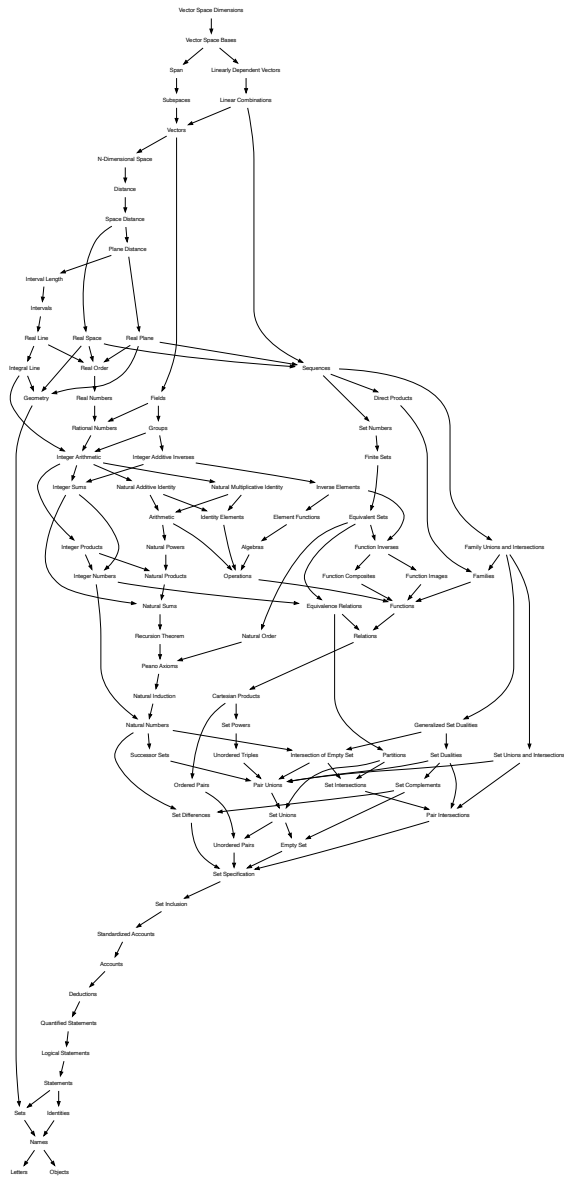 Vector Space Dimensions
Vector Space Bases
Span
Linearly Dependent Vectors
Subspaces
Linear Combinations
Vectors
N-Dimensional Space
Distance
Space Distance
Plane Distance
Interval Length
Intervals
Real Line
Real Space
Real Plane
Integral Line
Real Order
Sequences
Geometry
Real Numbers
Fields
Direct Products
Rational Numbers
Groups
Set Numbers
Integer Arithmetic
Integer Additive Inverses
Finite Sets
Integer Sums
Natural Additive Identity
Natural Multiplicative Identity
Inverse Elements
Arithmetic
Identity Elements
Element Functions
Equivalent Sets
Integer Products
Natural Powers
Algebras
Function Inverses
Family Unions and Intersections
Integer Numbers
Natural Products
Operations
Function Composites
Function Images
Families
Natural Sums
Equivalence Relations
Functions
Recursion Theorem
Natural Order
Relations
Peano Axioms
Natural Induction
Cartesian Products
Natural Numbers
Set Powers
Generalized Set Dualities
Successor Sets
Unordered Triples
Intersection of Empty Set
Partitions
Set Dualities
Set Unions and Intersections
Ordered Pairs
Pair Unions
Set Intersections
Set Complements
Set Differences
Set Unions
Pair Intersections
Unordered Pairs
Empty Set
Set Specification
Set Inclusion
Standardized Accounts
Accounts
Deductions
Quantified Statements
Logical Statements
Statements
Sets
Identities
Names
Letters
Objects